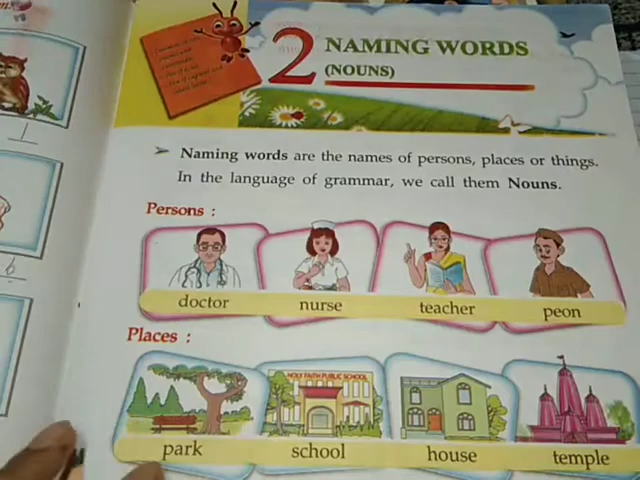 2 NAMING WORDS
(NOUNS)
➤ Naming words are the names of persons, places or things.
In the language of grammar, we call them Nouns.
Persons :
doctor nurse teacher peon
Places :
HOLY FAITH PUBLIC SCHOOL
park school house temple